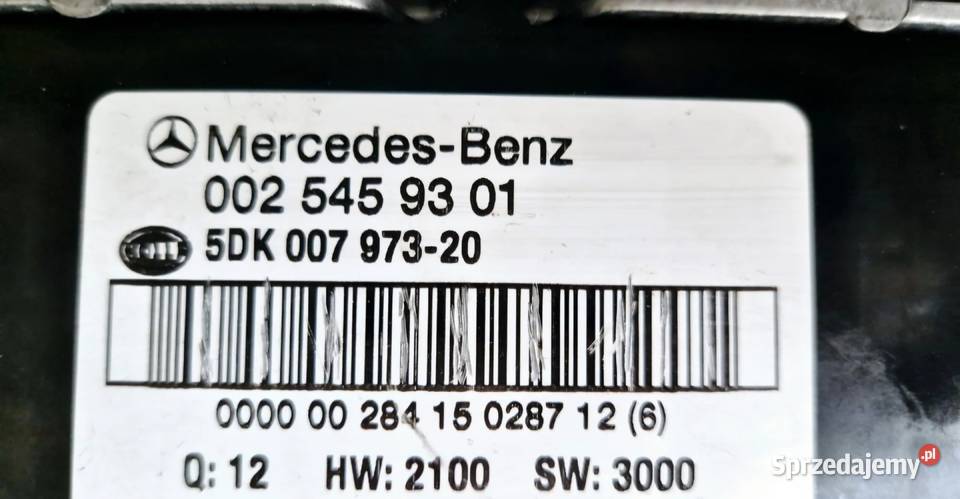 Mercedes-Benz
002 545 93 01
HELLA 5DK 007 973-20
0000 00 284 15 0287 12 (6)
Q: 12 HW: 2100 SW: 3000
Sprzedajemy.pl